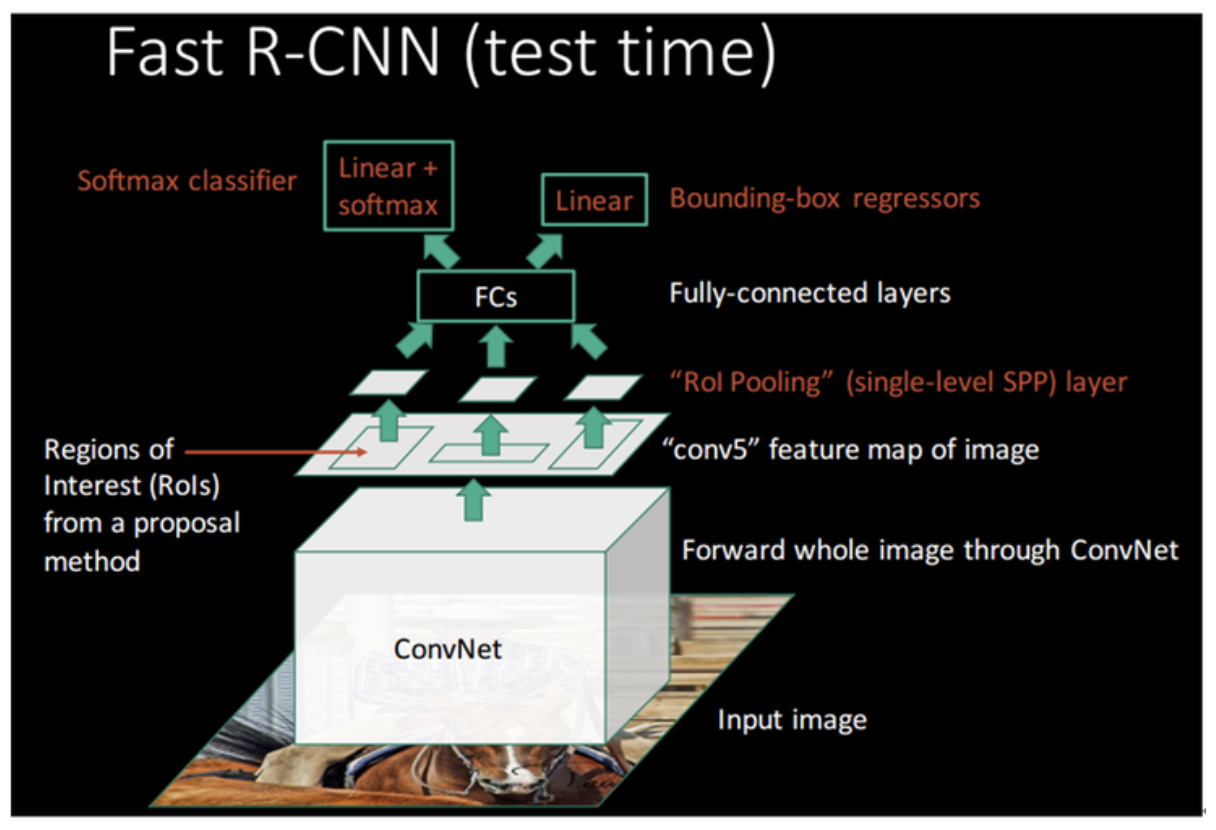 Fast R-CNN (test time)
Softmax classifier
Linear +
softmax
Linear
Bounding-box regressors
FCs
Fully-connected layers
“RoI Pooling” (single-level SPP) layer
Regions of
Interest (RoIs)
from a proposal
method
“conv5” feature map of image
Forward whole image through ConvNet
ConvNet
Input image